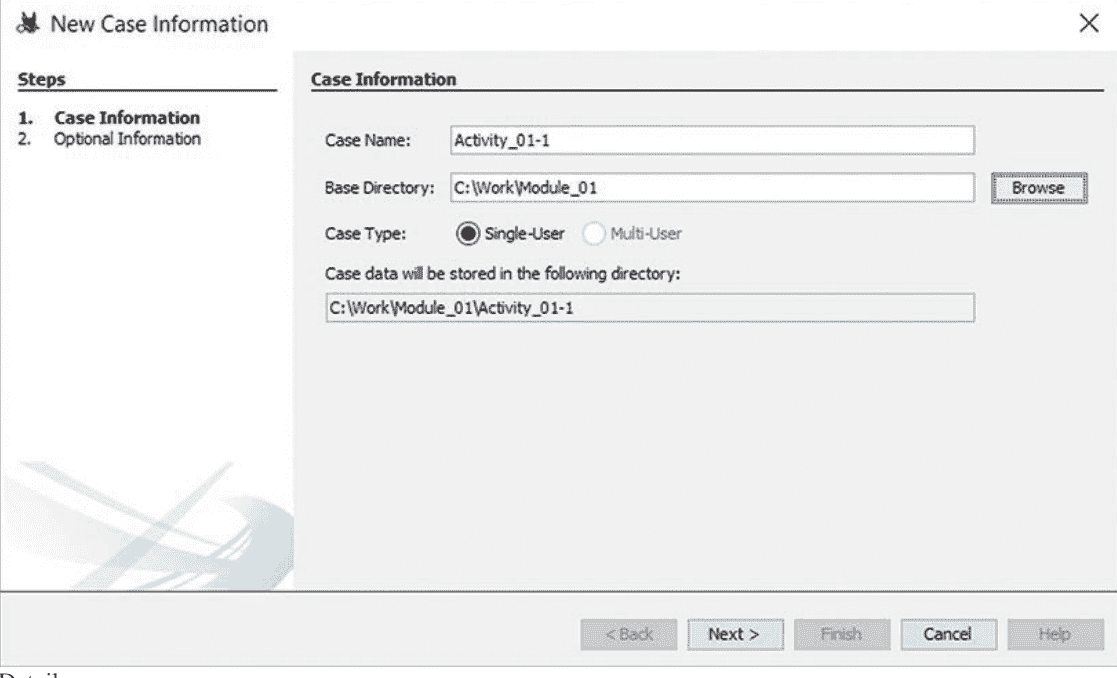 New Case Information
Steps
1. Case Information
2. Optional Information
Case Information
Case Name: Activity_01-1
Base Directory: C:\Work\Module_01 Browse
Case Type: Single-User Multi-User
Case data will be stored in the following directory:
C:\Work\Module_01\Activity_01-1
< Back Next > Finish Cancel Help